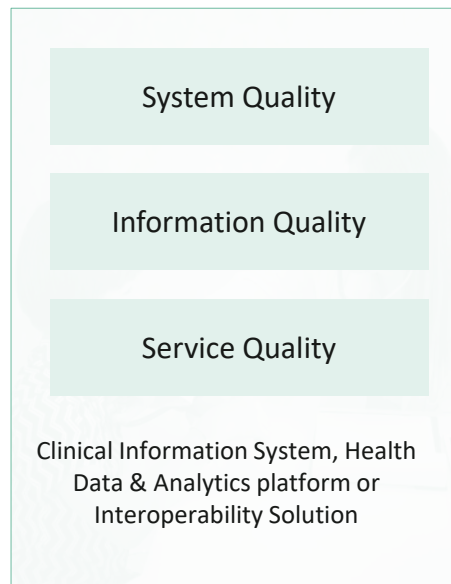 System Quality
Information Quality
Service Quality
Clinical Information System, Health
Data & Analytics platform or
Interoperability Solution